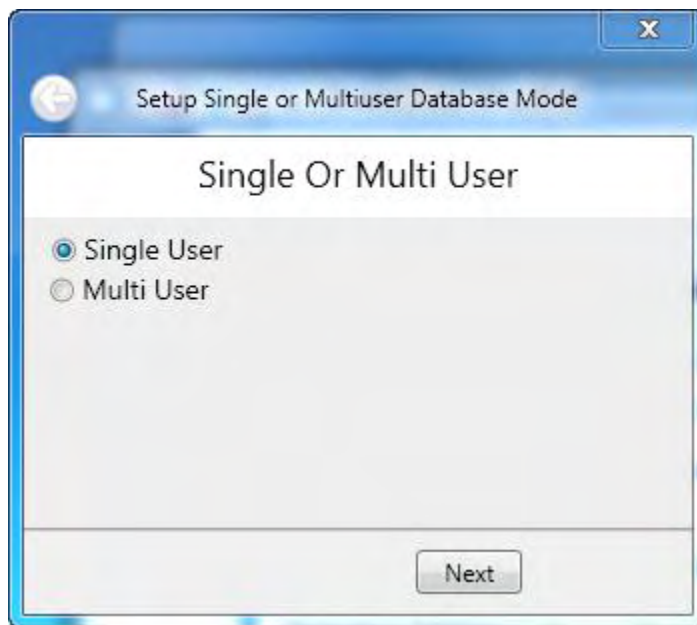 Setup Single or Multiuser Database Mode
Single Or Multi User
Single User
Multi User
Next